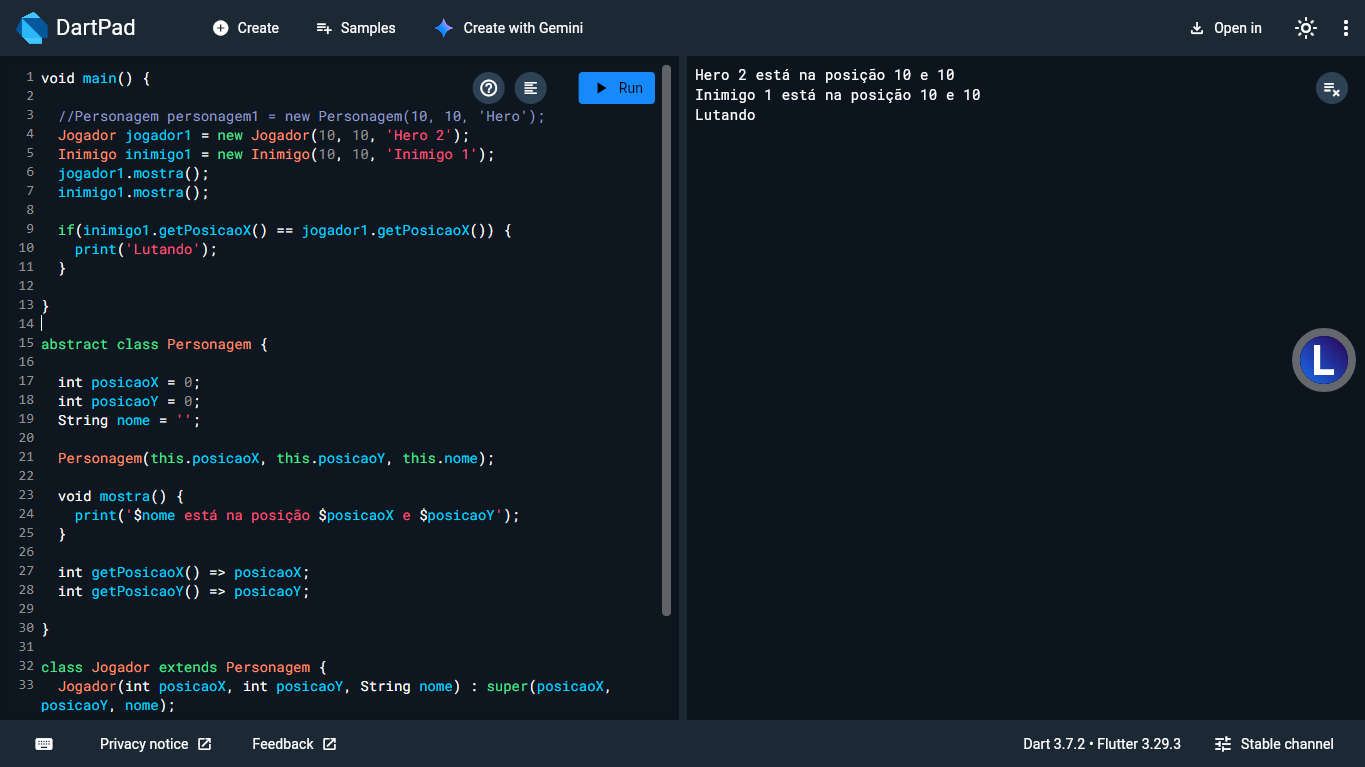 DartPad
Create
Samples
Create with Gemini
Open in
1 void main() {
2
3   //Personagem personagem1 = new Personagem(10, 10, 'Hero');
4   Jogador jogador1 = new Jogador(10, 10, 'Hero 2');
5   Inimigo inimigo1 = new Inimigo(10, 10, 'Inimigo 1');
6   jogador1.mostra();
7   inimigo1.mostra();
8
9   if(inimigo1.getPosicaoX() == jogador1.getPosicaoX()) {
10     print('Lutando');
11   }
12
13 }
14
15 abstract class Personagem {
16
17   int posicaoX = 0;
18   int posicaoY = 0;
19   String nome = '';
20
21   Personagem(this.posicaoX, this.posicaoY, this.nome);
22
23   void mostra() {
24     print('$nome está na posição $posicaoX e $posicaoY');
25   }
26
27   int getPosicaoX() => posicaoX;
28   int getPosicaoY() => posicaoY;
29
30 }
31
32 class Jogador extends Personagem {
33   Jogador(int posicaoX, int posicaoY, String nome) : super(posicaoX,
posicaoY, nome);
Run
Hero 2 está na posição 10 e 10
Inimigo 1 está na posição 10 e 10
Lutando
L
Privacy notice
Feedback
Dart 3.7.2 • Flutter 3.29.3
Stable channel